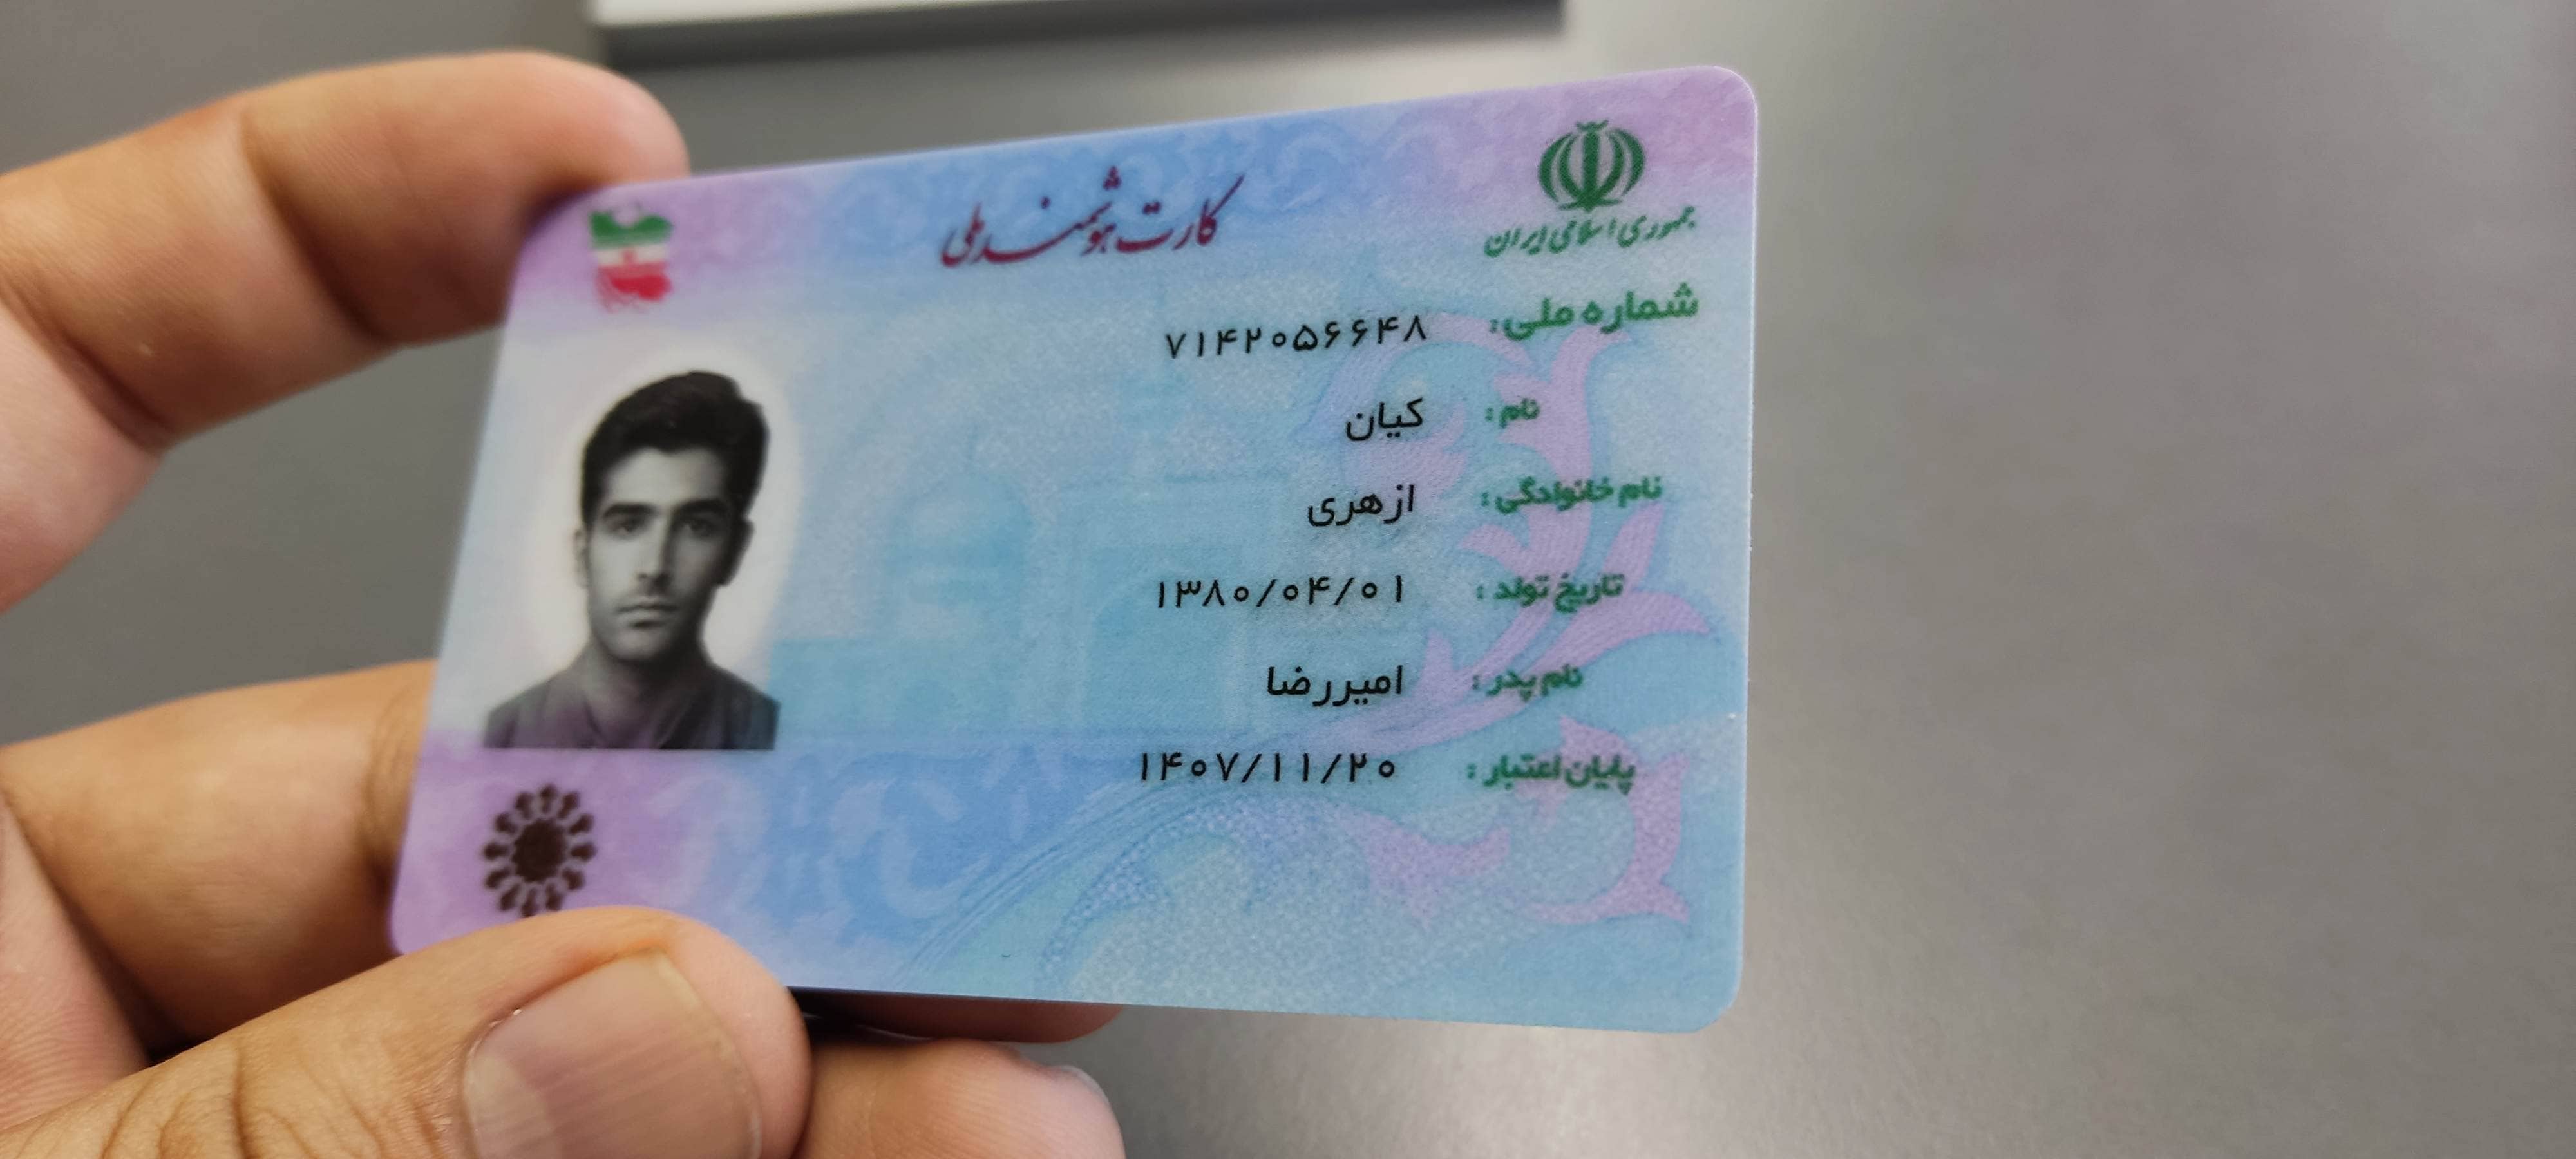 جمهوری اسلامی ایران
کارت هوشمند ملی
شماره ملی: ۷۱۴۲۰۵۶۶۴۸
نام: کیان
نام خانوادگی: ازهری
تاریخ تولد: ۱۳۸۰/۰۴/۰۱
نام پدر: امیررضا
پایان اعتبار: ۱۴۰۷/۱۱/۲۰